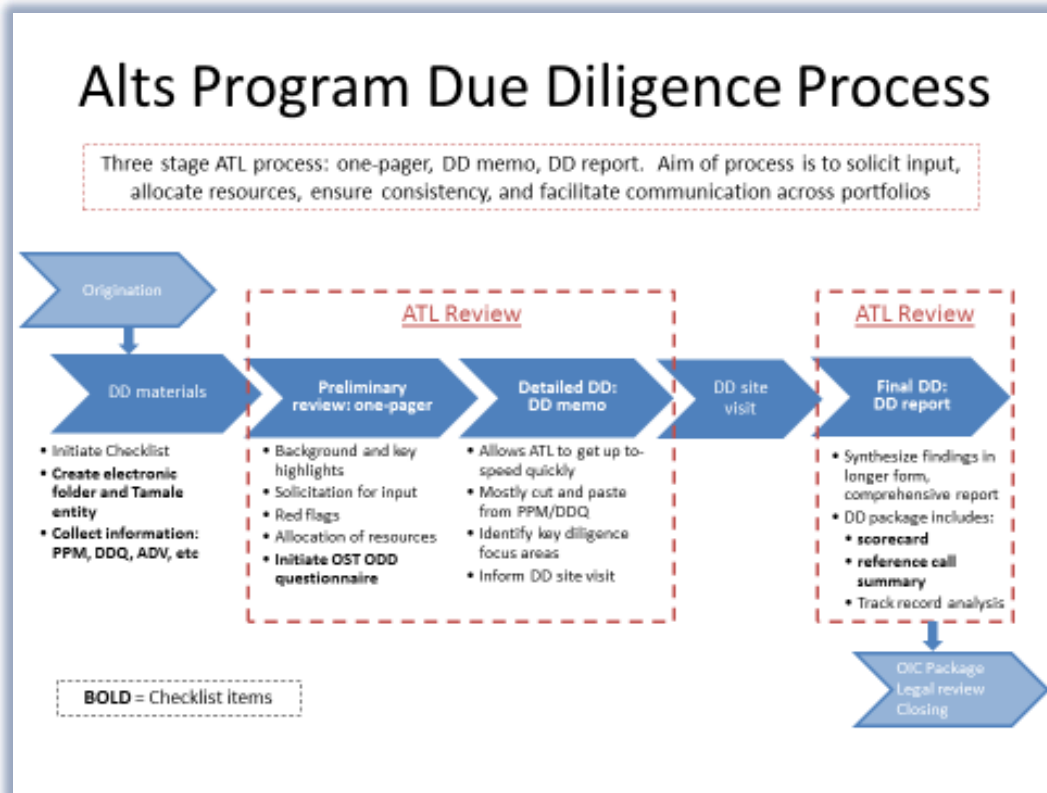 Alts Program Due Diligence Process
Three stage ATL process: one-pager, DD memo, DD report. Aim of process is to solicit input,
allocate resources, ensure consistency, and facilitate communication across portfolios
Origination
ATL Review
ATL Review
DD materials
Preliminary
review: one-pager
Detailed DD:
DD memo
DD site
visit
Final DD:
DD report
• Initiate Checklist
• Create electronic
folder and Tamale
entity
• Collect information:
PPM, DDQ, ADV, etc
• Background and key
highlights
• Solicitation for input
• Red flags
• Allocation of resources
• Initiate OST ODD
questionnaire
• Allows ATL to get up to-
speed quickly
• Mostly cut and paste
from PPM/DDQ
• Identify key diligence
focus areas
• Inform DD site visit
• Synthesize findings in
longer form,
comprehensive report
• DD package includes:
• scorecard
• reference call
summary
• Track record analysis
OIC Package
Legal review
Closing
BOLD = Checklist items